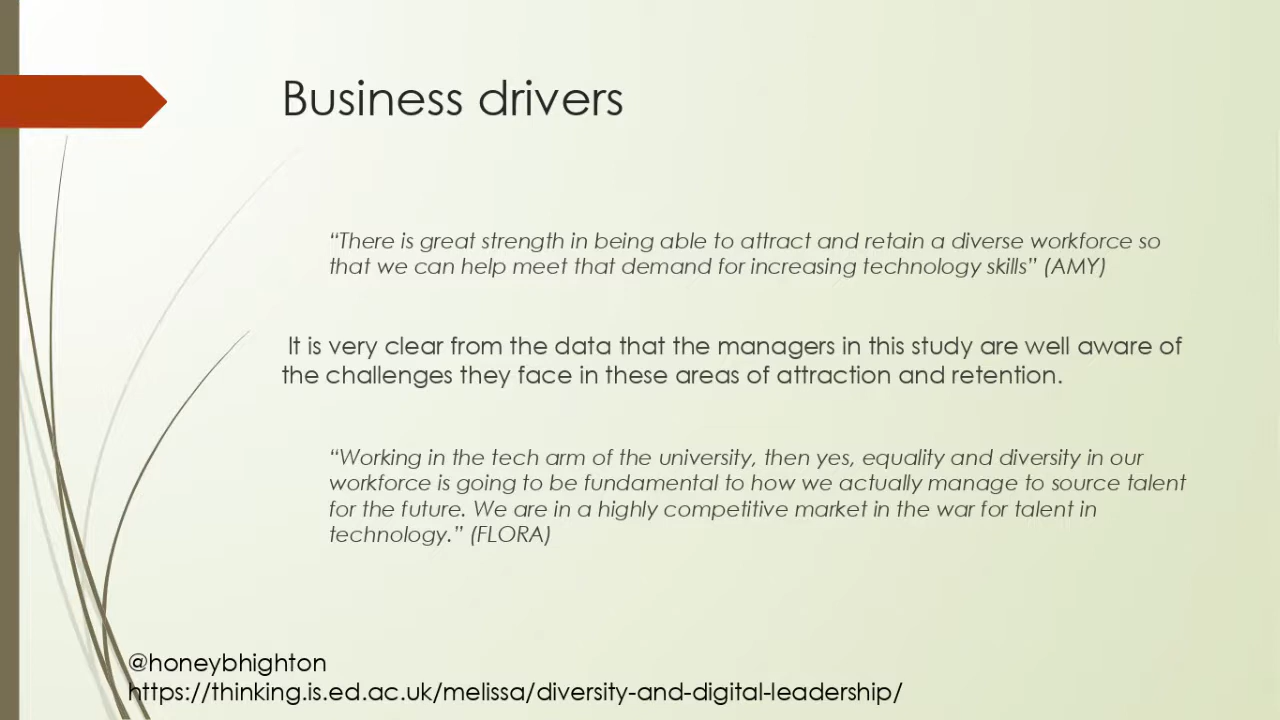 Business drivers
“There is great strength in being able to attract and retain a diverse workforce so
that we can help meet that demand for increasing technology skills” (AMY)
It is very clear from the data that the managers in this study are well aware of
the challenges they face in these areas of attraction and retention.
“Working in the tech arm of the university, then yes, equality and diversity in our
workforce is going to be fundamental to how we actually manage to source talent
for the future. We are in a highly competitive market in the war for talent in
technology.” (FLORA)
@honeybhighton
https://thinking.is.ed.ac.uk/melissa/diversity-and-digital-leadership/